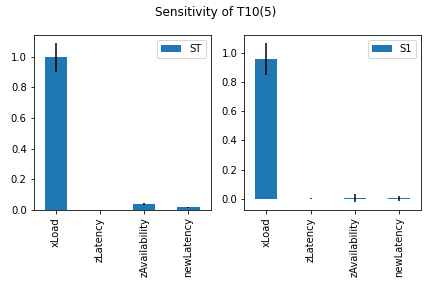 Sensitivity of T10(5)
ST
1.0
0.8
0.6
0.4
0.2
0.0
xLoad
zLatency
zAvailability
newLatency
S1
1.0
0.8
0.6
0.4
0.2
0.0
xLoad
zLatency
zAvailability
newLatency